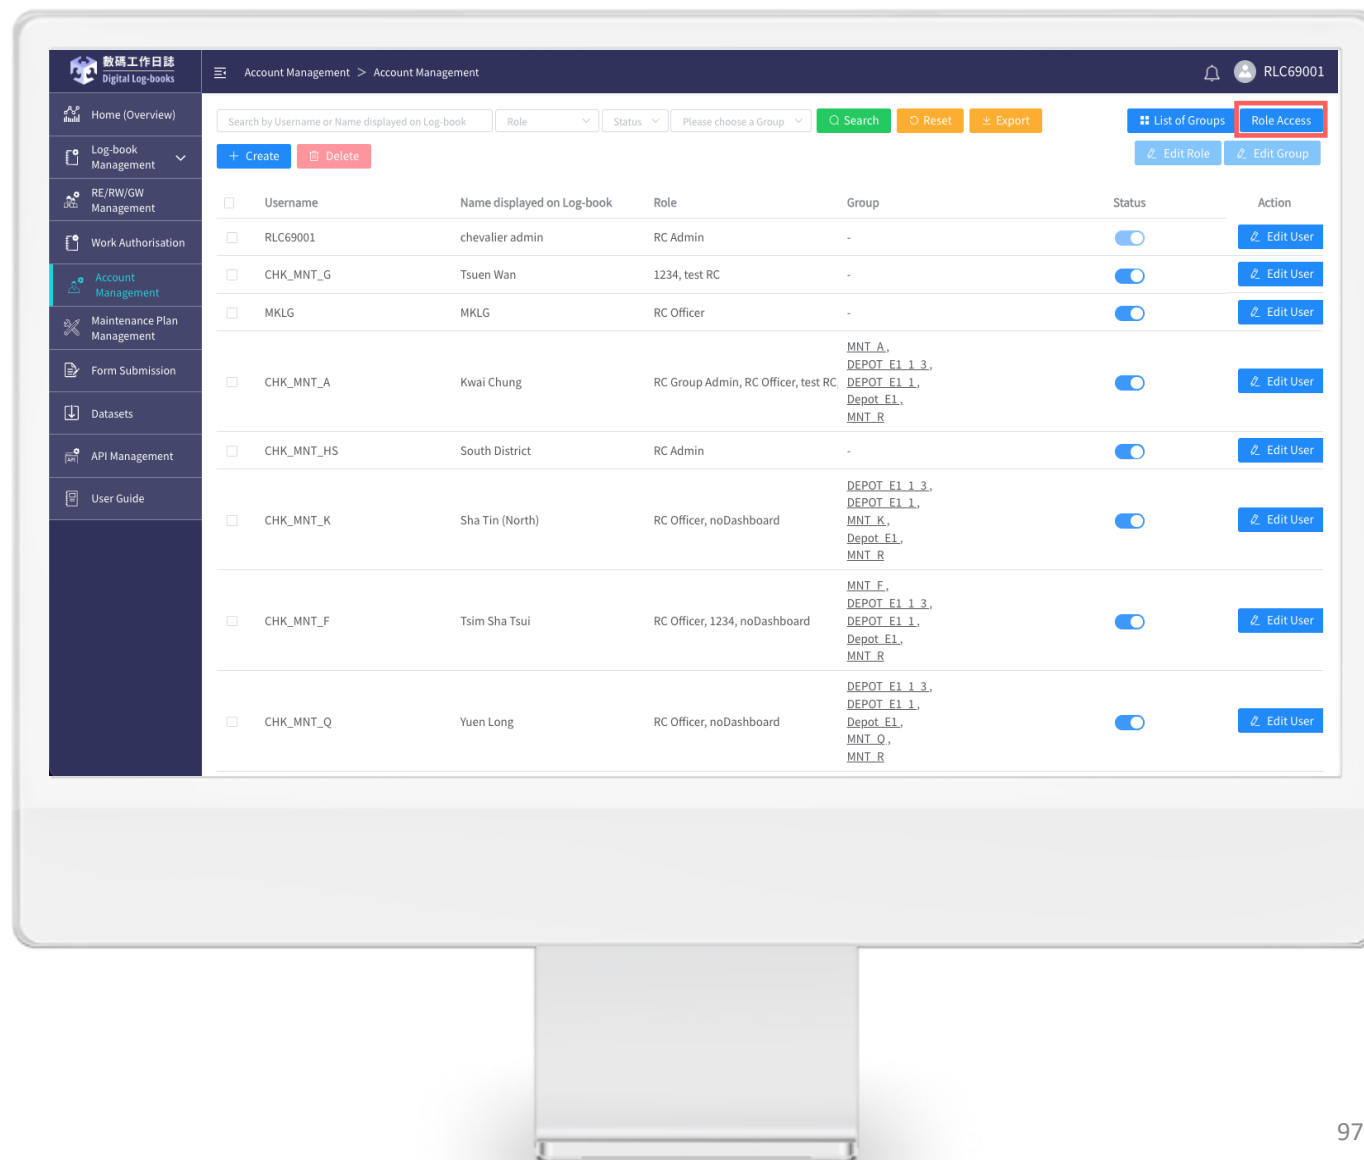 數碼工作日誌
Digital Log-books
Account Management > Account Management
RLC69001
Home (Overview)
Log-book
Management
RE/RW/GW
Management
Work Authorisation
Account
Management
Maintenance Plan
Management
Form Submission
Datasets
API Management
User Guide
Search by Username or Name displayed on Log-book
Role
Status
Please choose a Group
Search
Reset
Export
List of Groups
Role Access
Create
Delete
Edit Role
Edit Group
Username Name displayed on Log-book Role Group Status Action
RLC69001 chevalier admin RC Admin - Edit User
CHK_MNT_G Tsuen Wan 1234, test RC - Edit User
MKLG MKLG RC Officer - Edit User
MNT_A,
DEPOT_E1_1_3,
CHK_MNT_A Kwai Chung RC Group Admin, RC Officer, test RC DEPOT_E1_1, Edit User
Depot_E1,
MNT_R
CHK_MNT_HS South District RC Admin - Edit User
DEPOT_E1_1_3,
DEPOT_E1_1,
CHK_MNT_K Sha Tin (North) RC Officer, noDashboard MNT_K, Edit User
Depot_E1,
MNT_R
MNT_F,
DEPOT_E1_1_3,
CHK_MNT_F Tsim Sha Tsui RC Officer, 1234, noDashboard DEPOT_E1_1, Edit User
Depot_E1,
MNT_R
DEPOT_E1_1_3,
DEPOT_E1_1,
CHK_MNT_Q Yuen Long RC Officer, noDashboard Depot_E1, Edit User
MNT_Q,
MNT_R
97